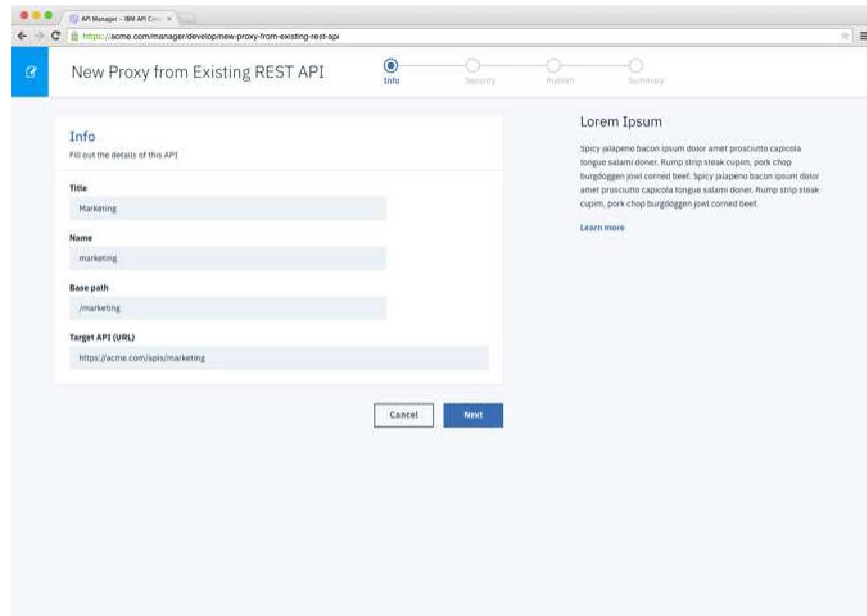 API Manager - IBM API Con
https://acme.com/manager/develop/new-proxy-from-existing-rest-api
New Proxy from Existing REST API
Info
Security
Publish
Summary
Info
Fill out the details of this API
Title
Marketing
Name
marketing
Base path
/marketing
Target API (URL)
https://acme.com/apis/marketing
Cancel
Next
Lorem Ipsum
Spicy jalapeno bacon ipsum dolor amet prosciutto capicola
tongue salami doner. Rump strip steak cupim, pork chop
burgdoggen jowl corned beef. Spicy jalapeno bacon ipsum dolor
amet prosciutto capicola tongue salami doner. Rump strip steak
cupim, pork chop burgdoggen jowl corned beef.
Learn more